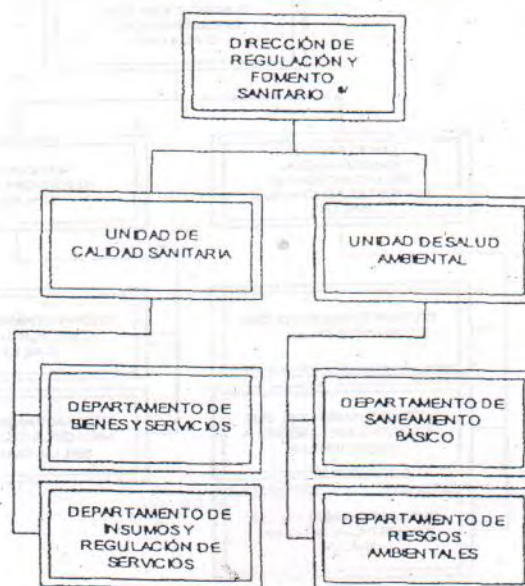 DIRECCIÓN DE
REGULACIÓN Y
FOMENTO
SANITARIO
UNIDAD DE
CALIDAD SANITARIA
UNIDAD DE SALUD
AMBIENTAL
DEPARTAMENTO DE
BIENES Y SERVICIOS
DEPARTAMENTO DE
SANEAMIENTO
BÁSICO
DEPARTAMENTO DE
INSUMOS Y
REGULACIÓN DE
SERVICIOS
DEPARTAMENTO DE
RIESGOS
AMBIENTALES